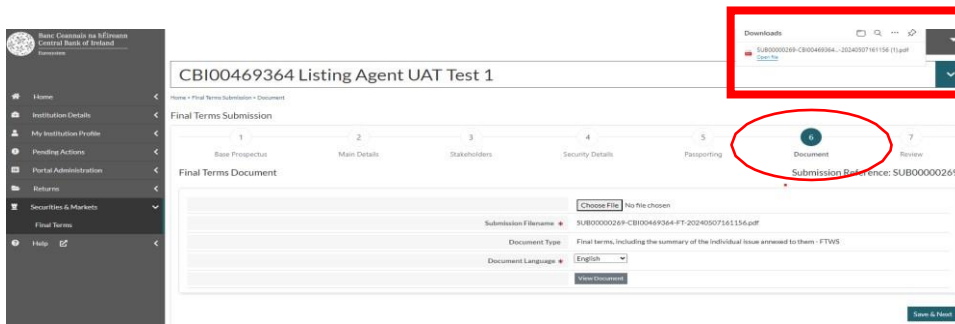 Banc Ceannais na hÉireann
Central Bank of Ireland
Eurosystem
Downloads
SUB00000269-CBI00469364...-20240507161156 (1).pdf
Open file
CBI00469364 Listing Agent UAT Test 1
Home
Institution Details
My Institution Profile
Pending Actions
Portal Administration
Returns
Securities & Markets
Final Terms
Help
Home > Final Terms Submission > Document
Final Terms Submission
1 2 3 4 5 6 7
Base Prospectus Main Details Stakeholders Security Details Passporting Document Review
Final Terms Document Submission Reference: SUB00000269
Choose File No file chosen
Submission Filename * SUB00000269-CBI00469364-FT-20240507161156.pdf
Document Type Final terms, including the summary of the individual issue annexed to them - FTWS
Document Language * English
View Document
Save & Next